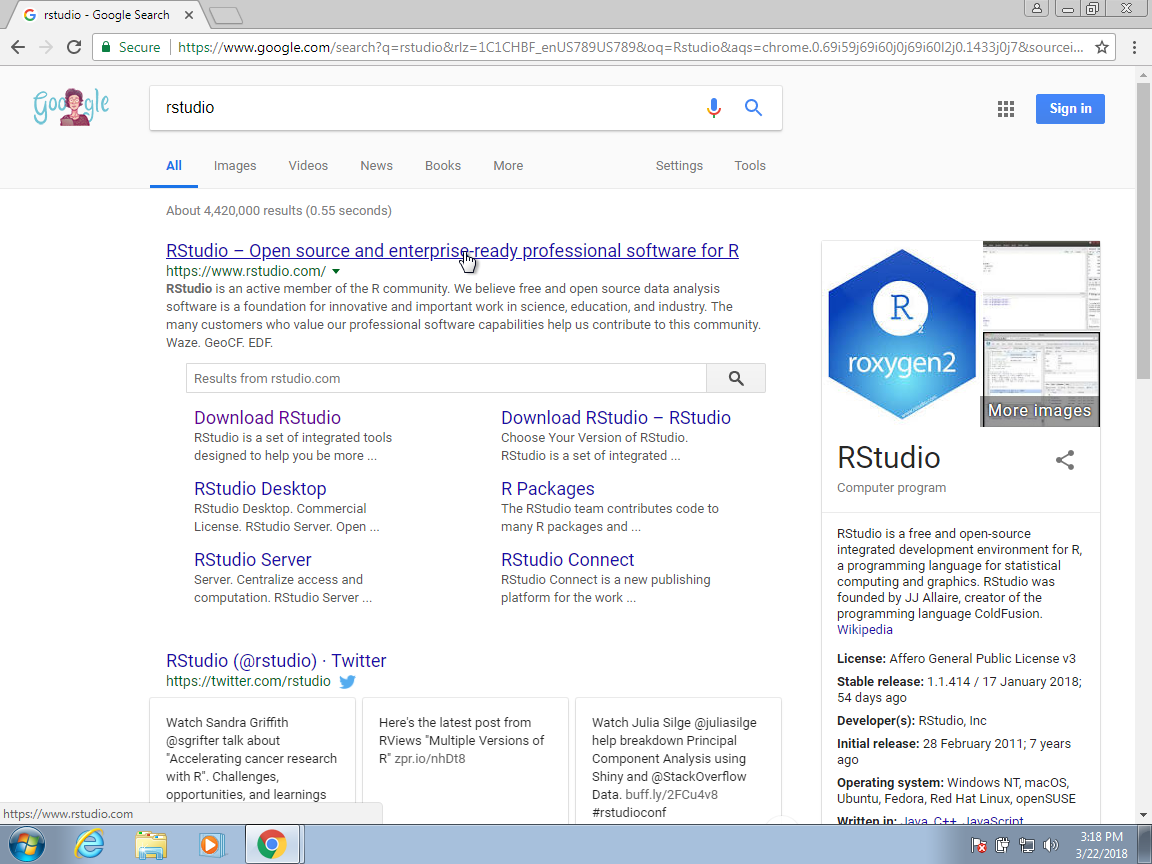 rstudio - Google Search
Secure
https://www.google.com/search?q=rstudio&rlz=1C1CHBF_enUS789US789&oq=Rstudio&aqs=chrome.0.69i59j69i60j0j69i60l2j0.1433j0j7&sourcei...
Google
rstudio
Sign in
All
Images
Videos
News
Books
More
Settings
Tools
About 4,420,000 results (0.55 seconds)
RStudio – Open source and enterprise-ready professional software for R
https://www.rstudio.com/
RStudio is an active member of the R community. We believe free and open source data analysis
software is a foundation for innovative and important work in science, education, and industry. The
many customers who value our professional software capabilities help us contribute to this community.
Waze. GeoCF. EDF.
Results from rstudio.com
Download RStudio
RStudio is a set of integrated tools
designed to help you be more ...
Download RStudio – RStudio
Choose Your Version of RStudio.
RStudio is a set of integrated ...
RStudio Desktop
RStudio Desktop. Commercial
License. RStudio Server. Open ...
R Packages
The RStudio team contributes code to
many R packages and ...
RStudio Server
Server. Centralize access and
computation. RStudio Server ...
RStudio Connect
RStudio Connect is a new publishing
platform for the work ...
RStudio (@rstudio) · Twitter
https://twitter.com/rstudio
Watch Sandra Griffith
@sgrifter talk about
"Accelerating cancer research
with R". Challenges,
opportunities, and learnings
Here's the latest post from
RViews "Multiple Versions of
R" zpr.io/nhDt8
Watch Julia Silge @juliasilge
help breakdown Principal
Component Analysis using
Shiny and @StackOverflow
Data. buff.ly/2FCu4v8
#rstudioconf
R
2
roxygen2
More images
RStudio
Computer program
RStudio is a free and open-source
integrated development environment for R,
a programming language for statistical
computing and graphics. RStudio was
founded by JJ Allaire, creator of the
programming language ColdFusion.
Wikipedia
License: Affero General Public License v3
Stable release: 1.1.414 / 17 January 2018;
54 days ago
Developer(s): RStudio, Inc
Initial release: 28 February 2011; 7 years
ago
Operating system: Windows NT, macOS,
Ubuntu, Fedora, Red Hat Linux, openSUSE
Written in: Java, C++, JavaScript
https://www.rstudio.com
3:18 PM
3/22/2018